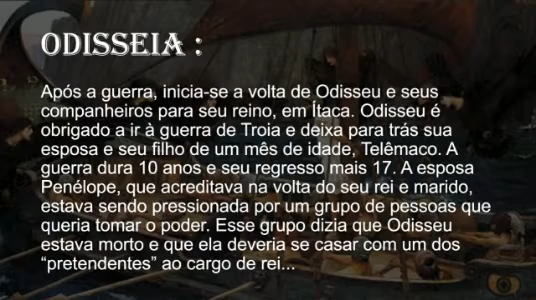 ODISSEIA :
Após a guerra, inicia-se a volta de Odisseu e seus
companheiros para seu reino, em Ítaca. Odisseu é
obrigado a ir à guerra de Troia e deixa para trás sua
esposa e seu filho de um mês de idade, Telêmaco. A
guerra dura 10 anos e seu regresso mais 17. A esposa
Penélope, que acreditava na volta do seu rei e marido,
estava sendo pressionada por um grupo de pessoas que
queria tomar o poder. Esse grupo dizia que Odisseu
estava morto e que ela deveria se casar com um dos
“pretendentes” ao cargo de rei...